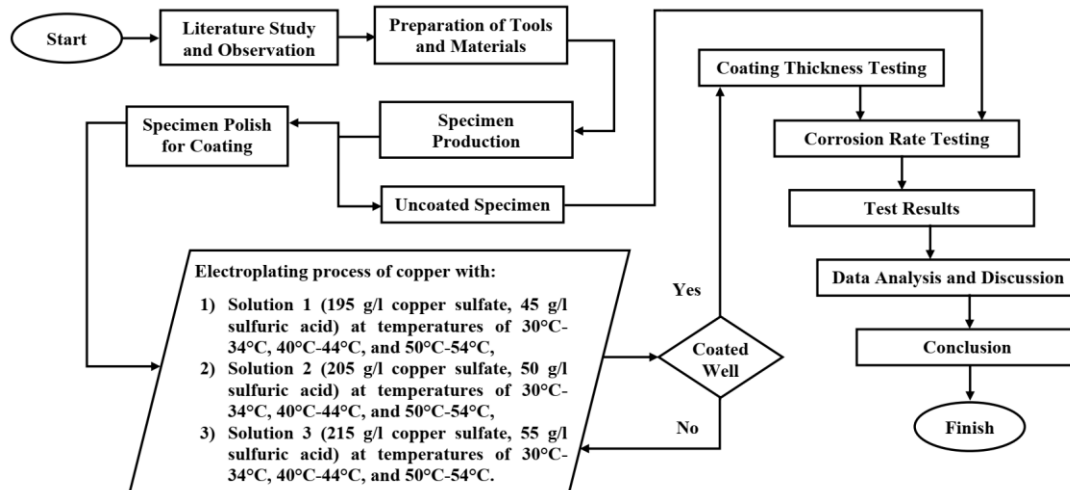 Start
Literature Study
and Observation
Preparation of Tools
and Materials
Specimen
Production
Specimen Polish
for Coating
Uncoated Specimen
Electroplating process of copper with:
1) Solution 1 (195 g/l copper sulfate, 45 g/l
sulfuric acid) at temperatures of 30°C-
34°C, 40°C-44°C, and 50°C-54°C,
2) Solution 2 (205 g/l copper sulfate, 50 g/l
sulfuric acid) at temperatures of 30°C-
34°C, 40°C-44°C, and 50°C-54°C,
3) Solution 3 (215 g/l copper sulfate, 55 g/l
sulfuric acid) at temperatures of 30°C-
34°C, 40°C-44°C, and 50°C-54°C.
Coated
Well
Yes
No
Coating Thickness Testing
Corrosion Rate Testing
Test Results
Data Analysis and Discussion
Conclusion
Finish